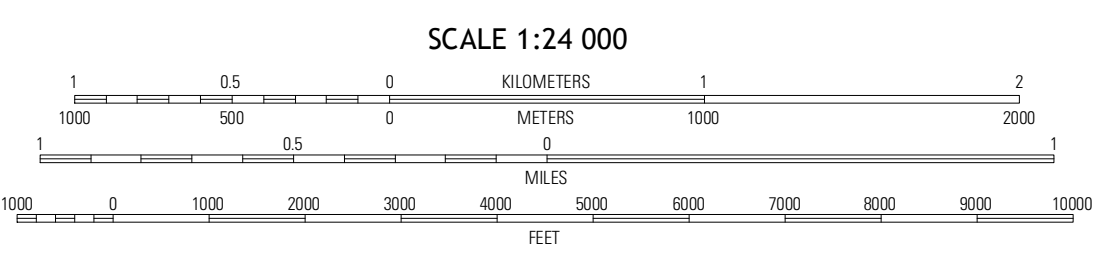 SCALE 1:24 000
1 0.5 0 KILOMETERS 1 2
1000 500 0 METERS 1000 2000
1 0.5 0 1
MILES
1000 0 1000 2000 3000 4000 5000 6000 7000 8000 9000 10000
FEET